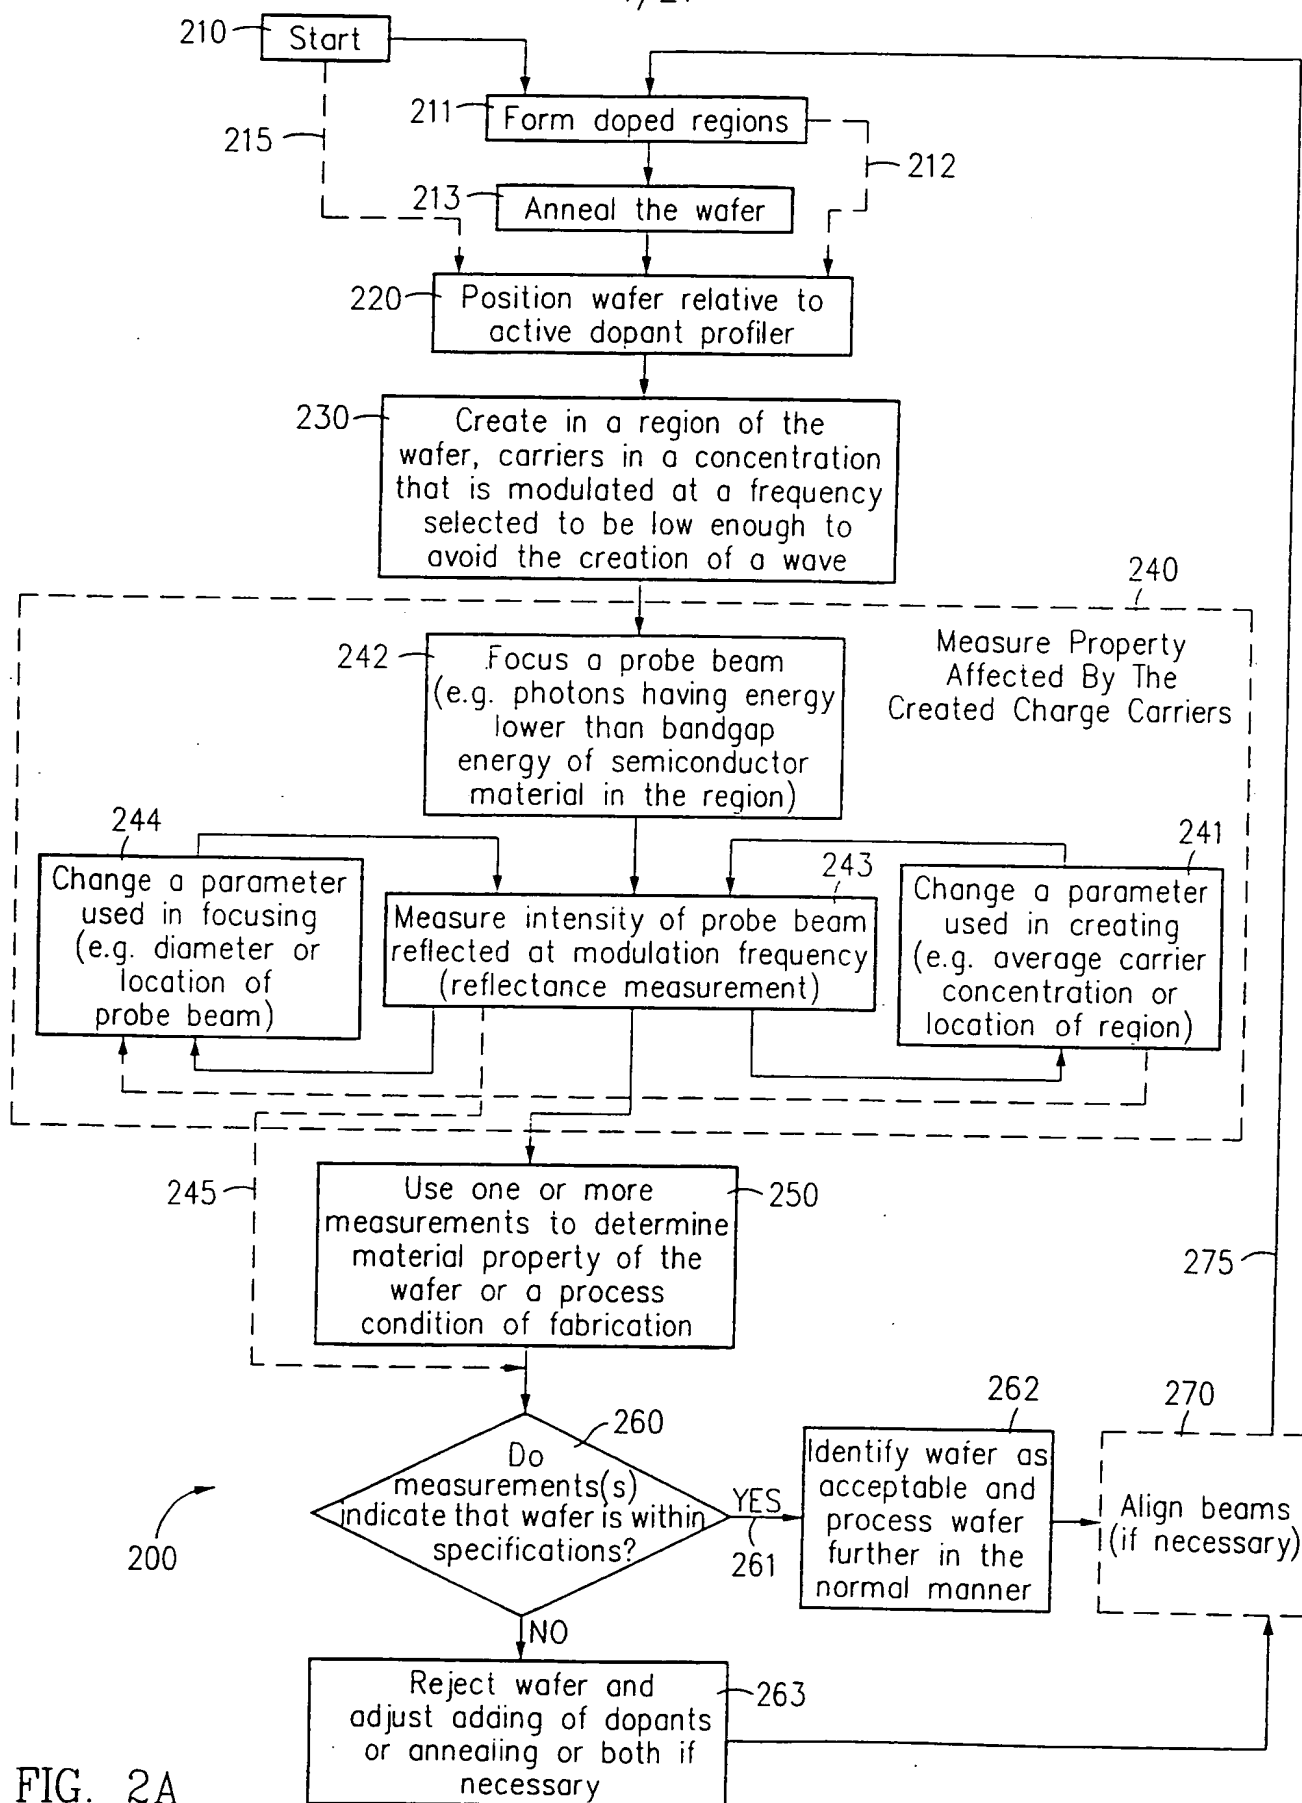 210
Start
211
Form doped regions
215
212
213
Anneal the wafer
220
Position wafer relative to
active dopant profiler
230
Create in a region of the
wafer, carriers in a concentration
that is modulated at a frequency
selected to be low enough to
avoid the creation of a wave
240
Measure Property
Affected By The
Created Charge Carriers
242
Focus a probe beam
(e.g. photons having energy
lower than bandgap
energy of semiconductor
material in the region)
244
Change a parameter
used in focusing
(e.g. diameter or
location of
probe beam)
243
Measure intensity of probe beam
reflected at modulation frequency
(reflectance measurement)
241
Change a parameter
used in creating
(e.g. average carrier
concentration or
location of region)
245
250
Use one or more
measurements to determine
material property of the
wafer or a process
condition of fabrication
275
260
Do
measurements(s)
indicate that wafer is within
specifications?
YES
261
262
Identify wafer as
acceptable and
process wafer
further in the
normal manner
270
Align beams
(if necessary)
200
NO
263
Reject wafer and
adjust adding of dopants
or annealing or both if
necessary
FIG. 2A